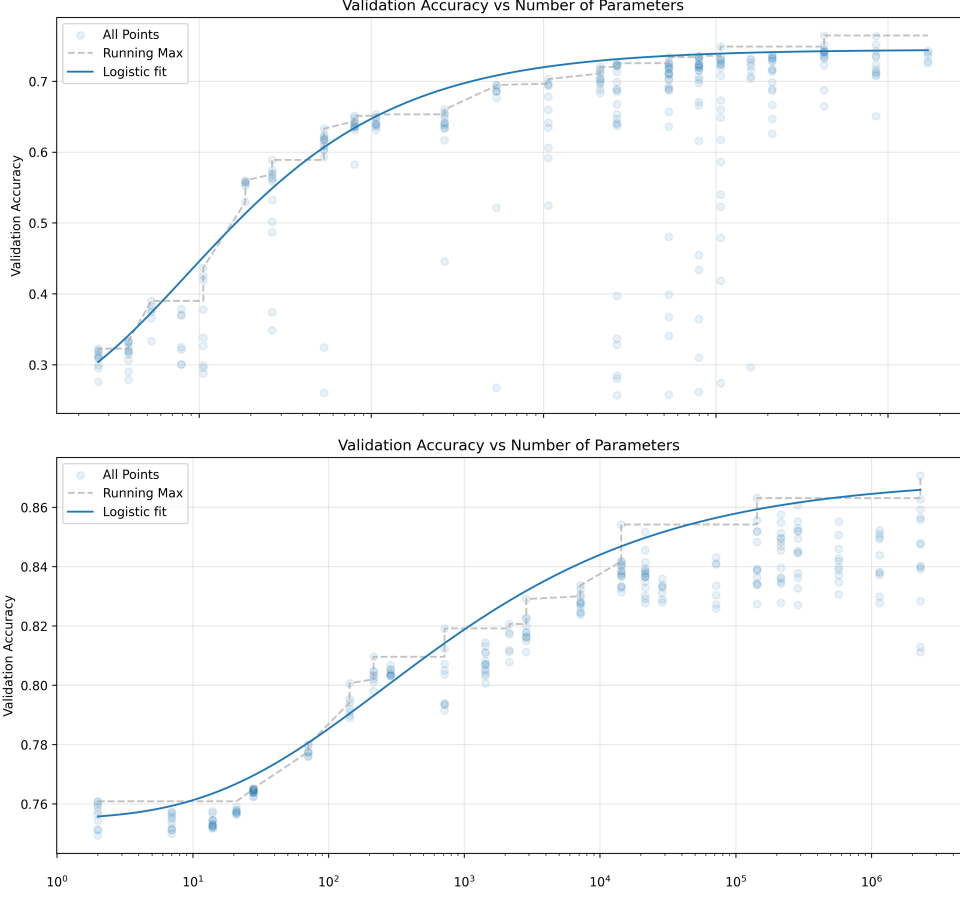 Validation Accuracy vs Number of Parameters
All Points
Running Max
Logistic fit
0.7
0.6
0.5
0.4
0.3
Validation Accuracy
Validation Accuracy vs Number of Parameters
All Points
Running Max
Logistic fit
0.86
0.84
0.82
0.80
0.78
0.76
Validation Accuracy
10⁰ 10¹ 10² 10³ 10⁴ 10⁵ 10⁶